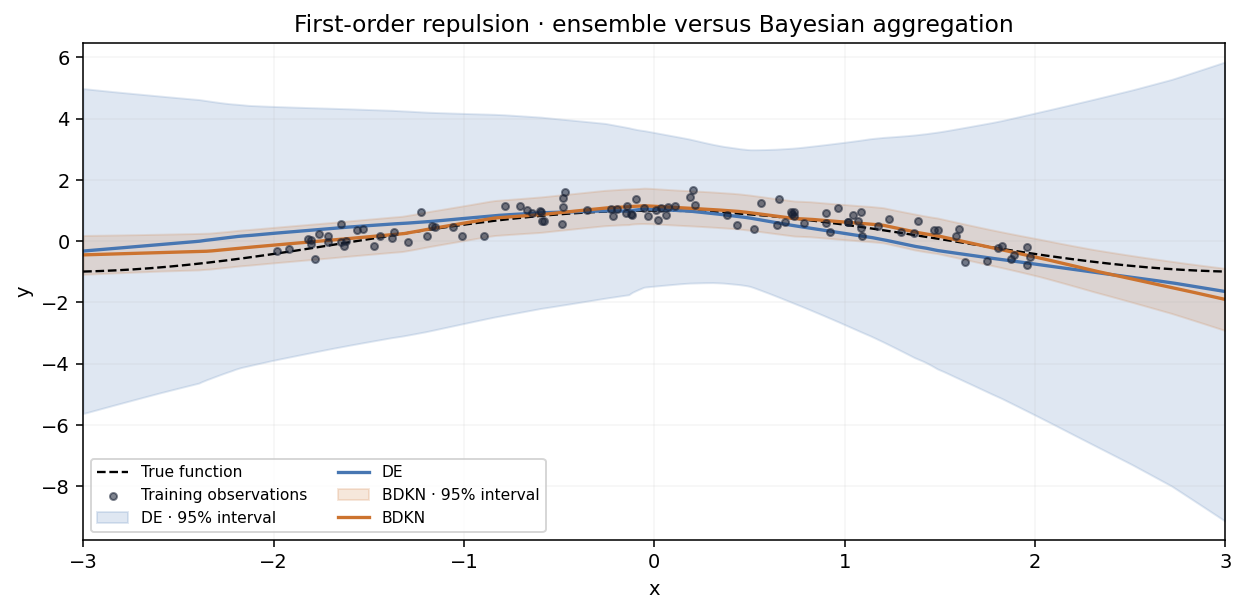 First-order repulsion · ensemble versus Bayesian aggregation
y
6
4
2
0
−2
−4
−6
−8
True function
Training observations
DE · 95% interval
DE
BDKN · 95% interval
BDKN
−3 −2 −1 0 1 2 3
x